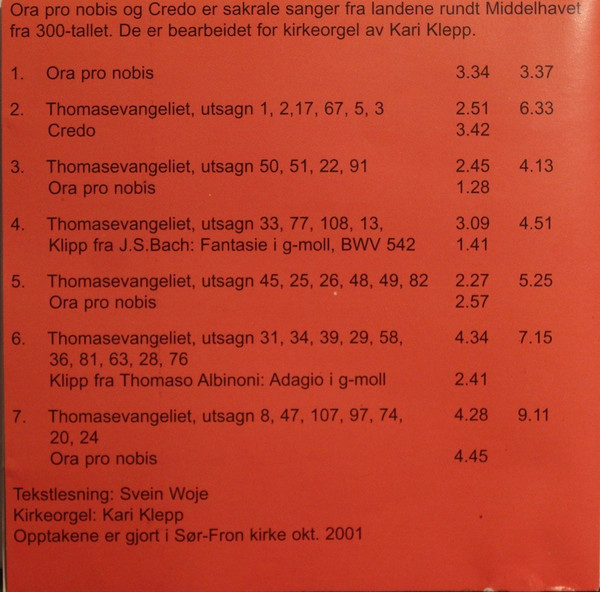 Ora pro nobis og Credo er sakrale sanger fra landene rundt Middelhavet
fra 300-tallet. De er bearbeidet for kirkeorgel av Kari Klepp.
1. Ora pro nobis 3.34 3.37
2. Thomasevangeliet, utsagn 1, 2,17, 67, 5, 3 2.51 6.33
Credo 3.42
3. Thomasevangeliet, utsagn 50, 51, 22, 91 2.45 4.13
Ora pro nobis 1.28
4. Thomasevangeliet, utsagn 33, 77, 108, 13, 3.09 4.51
Klipp fra J.S.Bach: Fantasie i g-moll, BWV 542 1.41
5. Thomasevangeliet, utsagn 45, 25, 26, 48, 49, 82 2.27 5.25
Ora pro nobis 2.57
6. Thomasevangeliet, utsagn 31, 34, 39, 29, 58, 4.34 7.15
36, 81, 63, 28, 76
Klipp fra Thomaso Albinoni: Adagio i g-moll 2.41
7. Thomasevangeliet, utsagn 8, 47, 107, 97, 74, 4.28 9.11
20, 24
Ora pro nobis 4.45
Tekstlesning: Svein Woje
Kirkeorgel: Kari Klepp
Opptakene er gjort i Sør-Fron kirke okt. 2001